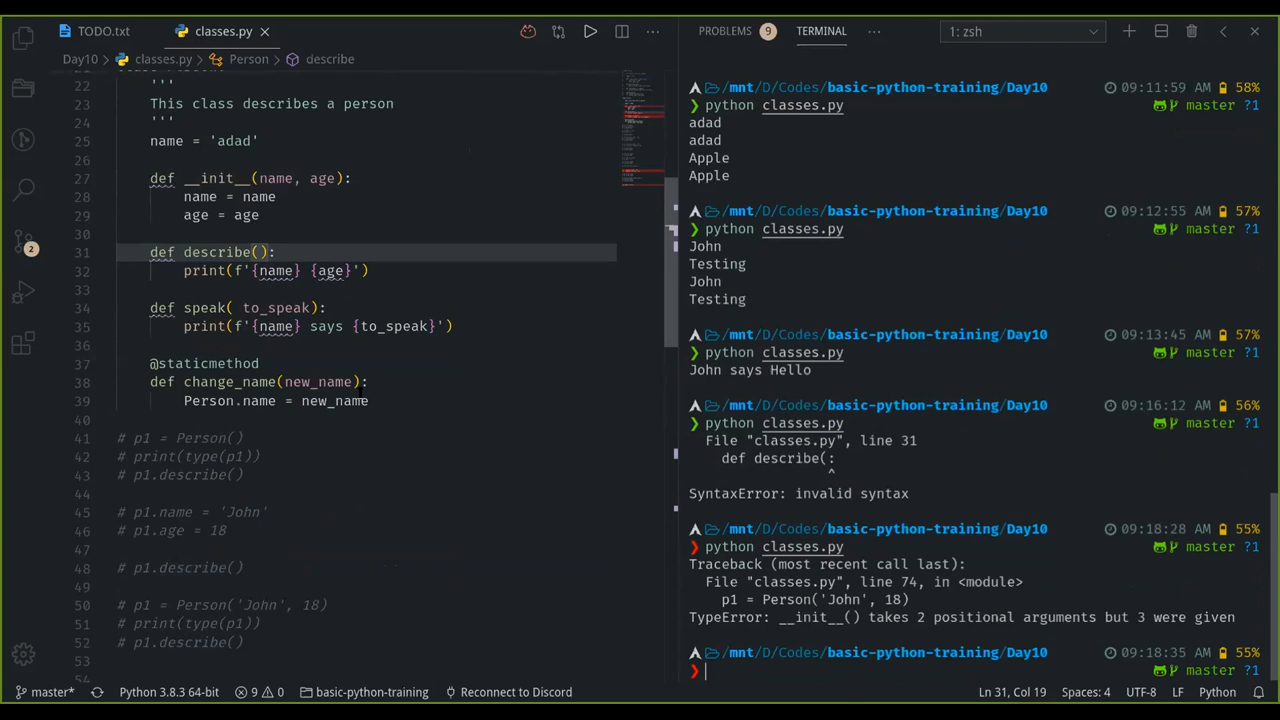 TODO.txt
classes.py
Day10 > classes.py > Person > describe
22 '''
23 This class describes a person
24 '''
25 name = 'adad'
26
27 def __init__(name, age):
28 name = name
29 age = age
30
31 def describe():
32 print(f'{name} {age}')
33
34 def speak( to_speak):
35 print(f'{name} says {to_speak}')
36
37 @staticmethod
38 def change_name(new_name):
39 Person.name = new_name
40
41 # p1 = Person()
42 # print(type(p1))
43 # p1.describe()
44
45 # p1.name = 'John'
46 # p1.age = 18
47
48 # p1.describe()
49
50 # p1 = Person('John', 18)
51 # print(type(p1))
52 # p1.describe()
53
54
2
PROBLEMS 9 TERMINAL
1: zsh
/mnt/D/Codes/basic-python-training/Day10 09:11:59 AM 58%
❯ python classes.py master ?1
adad
adad
Apple
Apple
/mnt/D/Codes/basic-python-training/Day10 09:12:55 AM 57%
❯ python classes.py master ?1
John
Testing
John
Testing
/mnt/D/Codes/basic-python-training/Day10 09:13:45 AM 57%
❯ python classes.py master ?1
John says Hello
/mnt/D/Codes/basic-python-training/Day10 09:16:12 AM 56%
❯ python classes.py master ?1
File "classes.py", line 31
def describe(:
^
SyntaxError: invalid syntax
/mnt/D/Codes/basic-python-training/Day10 09:18:28 AM 55%
❯ python classes.py master ?1
Traceback (most recent call last):
File "classes.py", line 74, in <module>
p1 = Person('John', 18)
TypeError: __init__() takes 2 positional arguments but 3 were given
/mnt/D/Codes/basic-python-training/Day10 09:18:35 AM 55%
❯ master ?1
master* Python 3.8.3 64-bit 9 0 basic-python-training Reconnect to Discord Ln 31, Col 19 Spaces: 4 UTF-8 LF Python